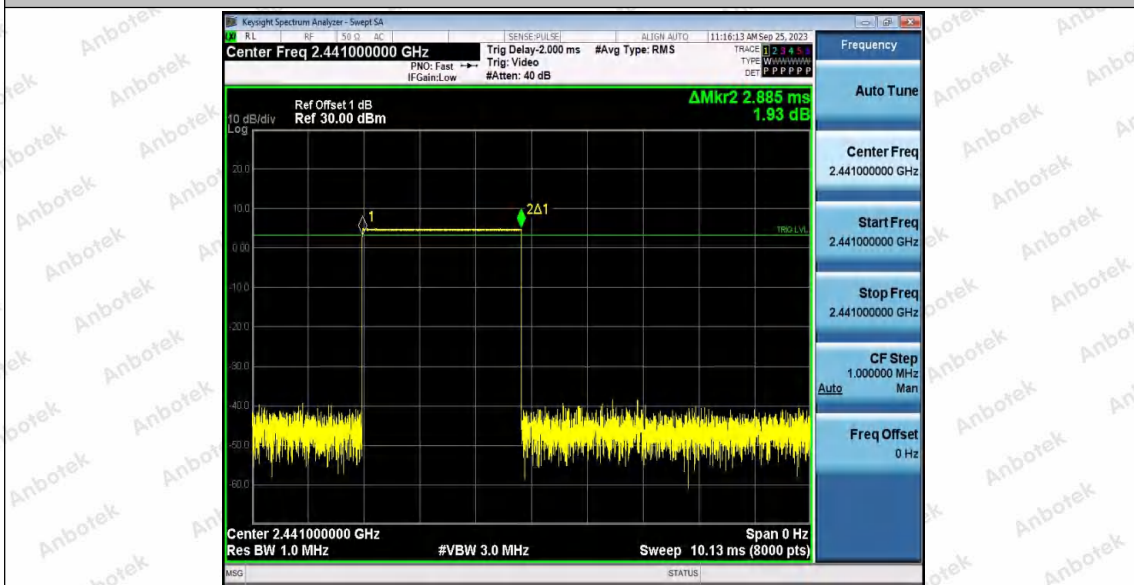 Keysight Spectrum Analyzer - Swept SA
RL RF 50 Ω AC SENSE:PULSE ALIGN AUTO 11:16:13 AM Sep 25, 2023
Center Freq 2.441000000 GHz
PNO: Fast
IFGain:Low
Trig Delay-2.000 ms
Trig: Video
#Atten: 40 dB
#Avg Type: RMS
TRACE 1 2 3 4 5 6
TYPE WWWWWW
DET P P P P P P
Ref Offset 1 dB
10 dB/div Ref 30.00 dBm
Log
ΔMkr2 2.885 ms
1.93 dB
20.0
10.0
0.00
-10.0
-20.0
-30.0
-40.0
-50.0
-60.0
1
2Δ1
TRIG LVL
Center 2.441000000 GHz
Span 0 Hz
Res BW 1.0 MHz
#VBW 3.0 MHz
Sweep 10.13 ms (8000 pts)
MSG
STATUS
Frequency
Auto Tune
Center Freq
2.441000000 GHz
Start Freq
2.441000000 GHz
Stop Freq
2.441000000 GHz
CF Step
1.000000 MHz
Auto Man
Freq Offset
0 Hz
Anbotek